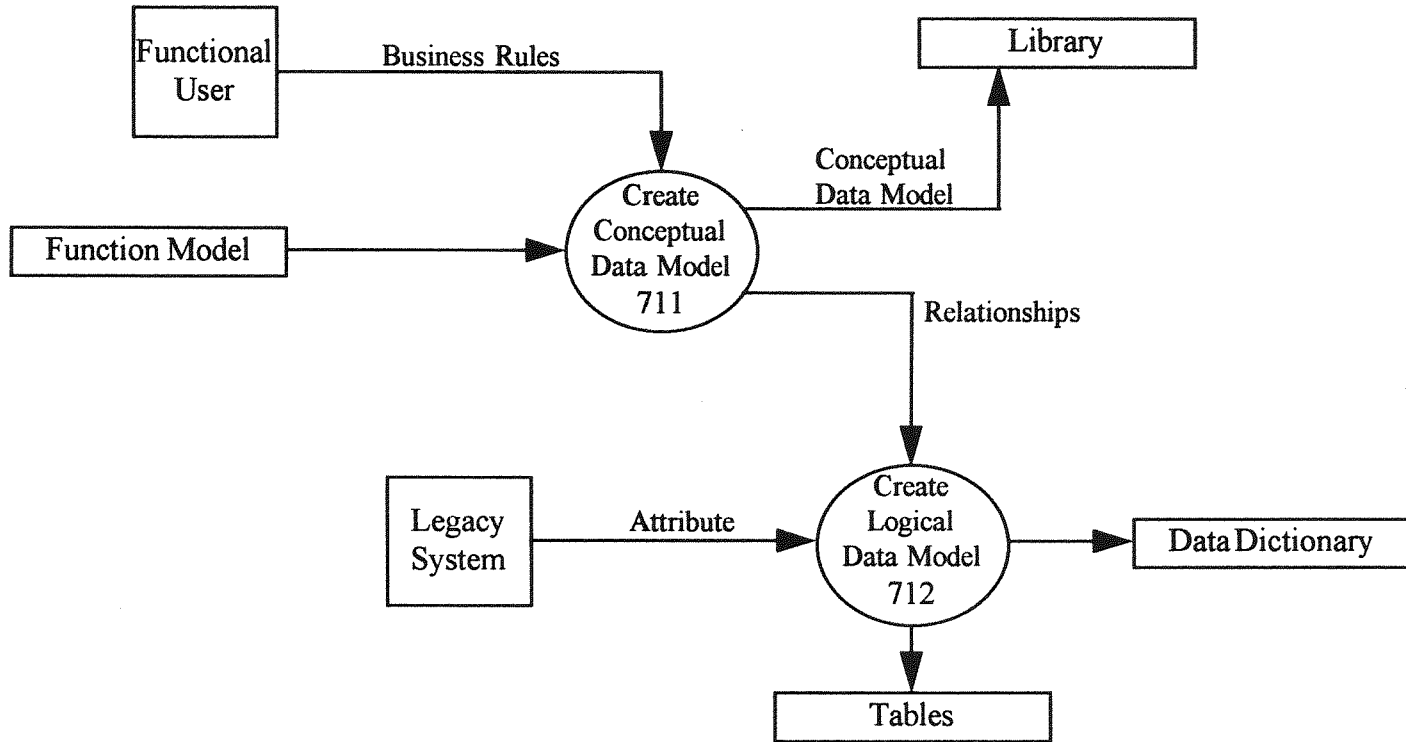 Functional
User
Business Rules
Library
Conceptual
Data Model
Create
Conceptual
Data Model
711
Function Model
Relationships
Legacy
System
Attribute
Create
Logical
Data Model
712
Data Dictionary
Tables